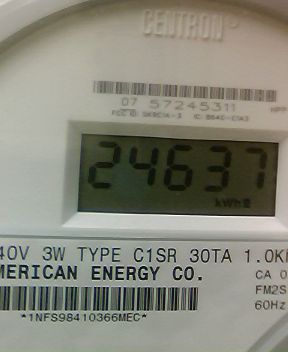 CENTRON
07 57245311
24637
kWh
40V 3W TYPE C1SR 30TA 1.0K
MERICAN ENERGY CO.
CA 0
FM2S
60Hz
*1NFS98410366MEC*